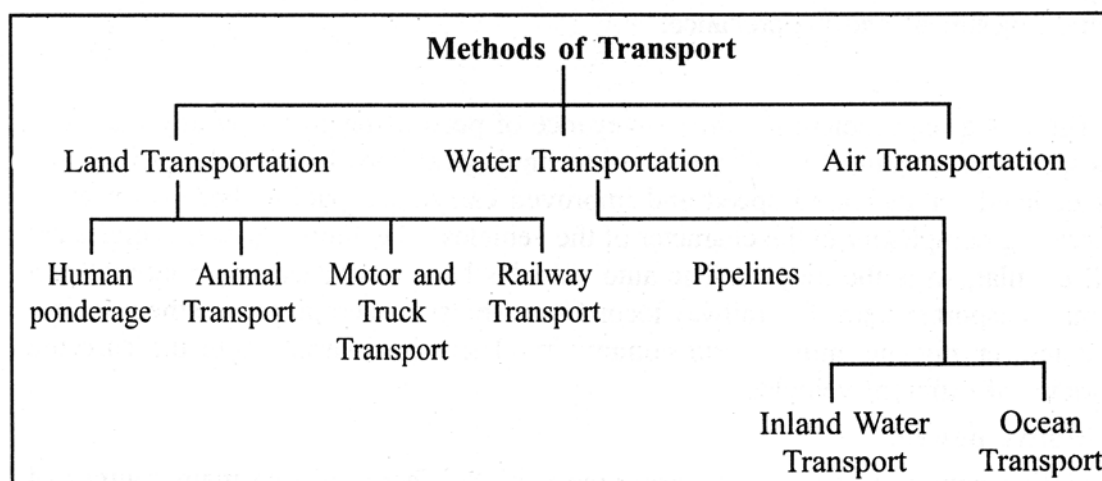 Methods of Transport
Land Transportation
Water Transportation
Air Transportation
Human
ponderage
Animal
Transport
Motor and
Truck
Transport
Railway
Transport
Pipelines
Inland Water
Transport
Ocean
Transport